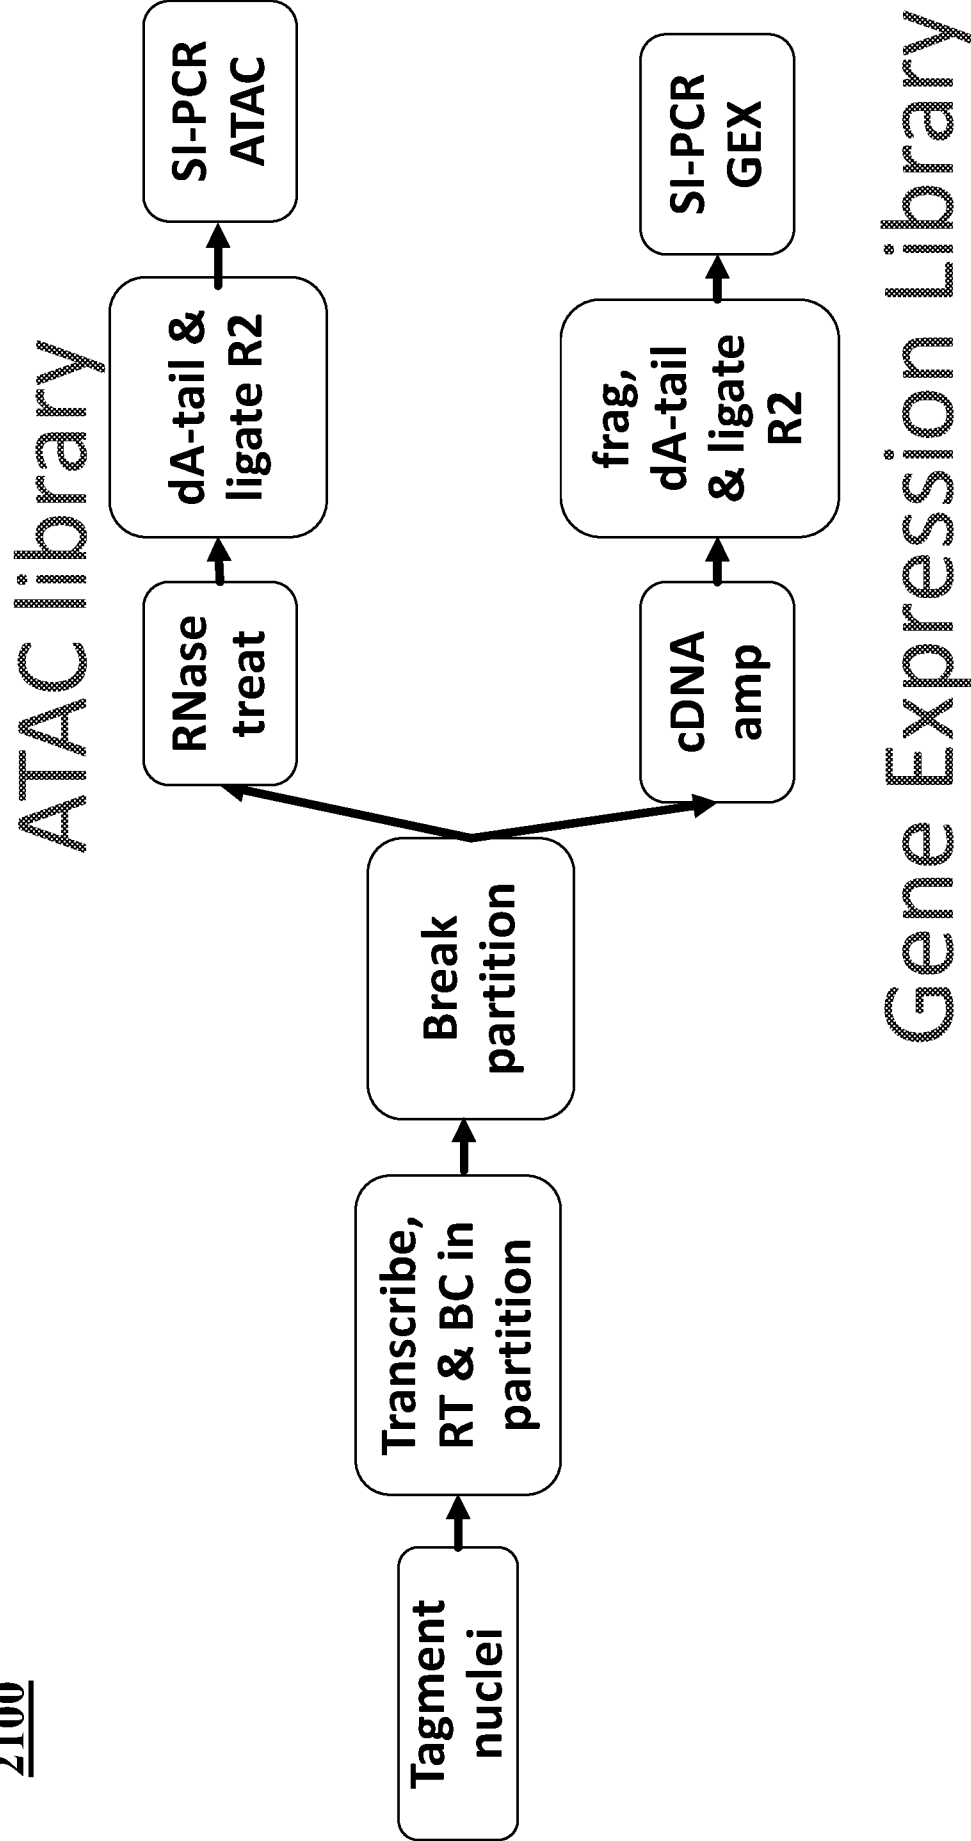 2100
ATAC library
Tagment
nuclei
Transcribe,
RT & BC in
partition
Break
partition
RNase
treat
dA-tail &
ligate R2
SI-PCR
ATAC
cDNA
amp
frag,
dA-tail
& ligate
R2
SI-PCR
GEX
Gene Expression Library